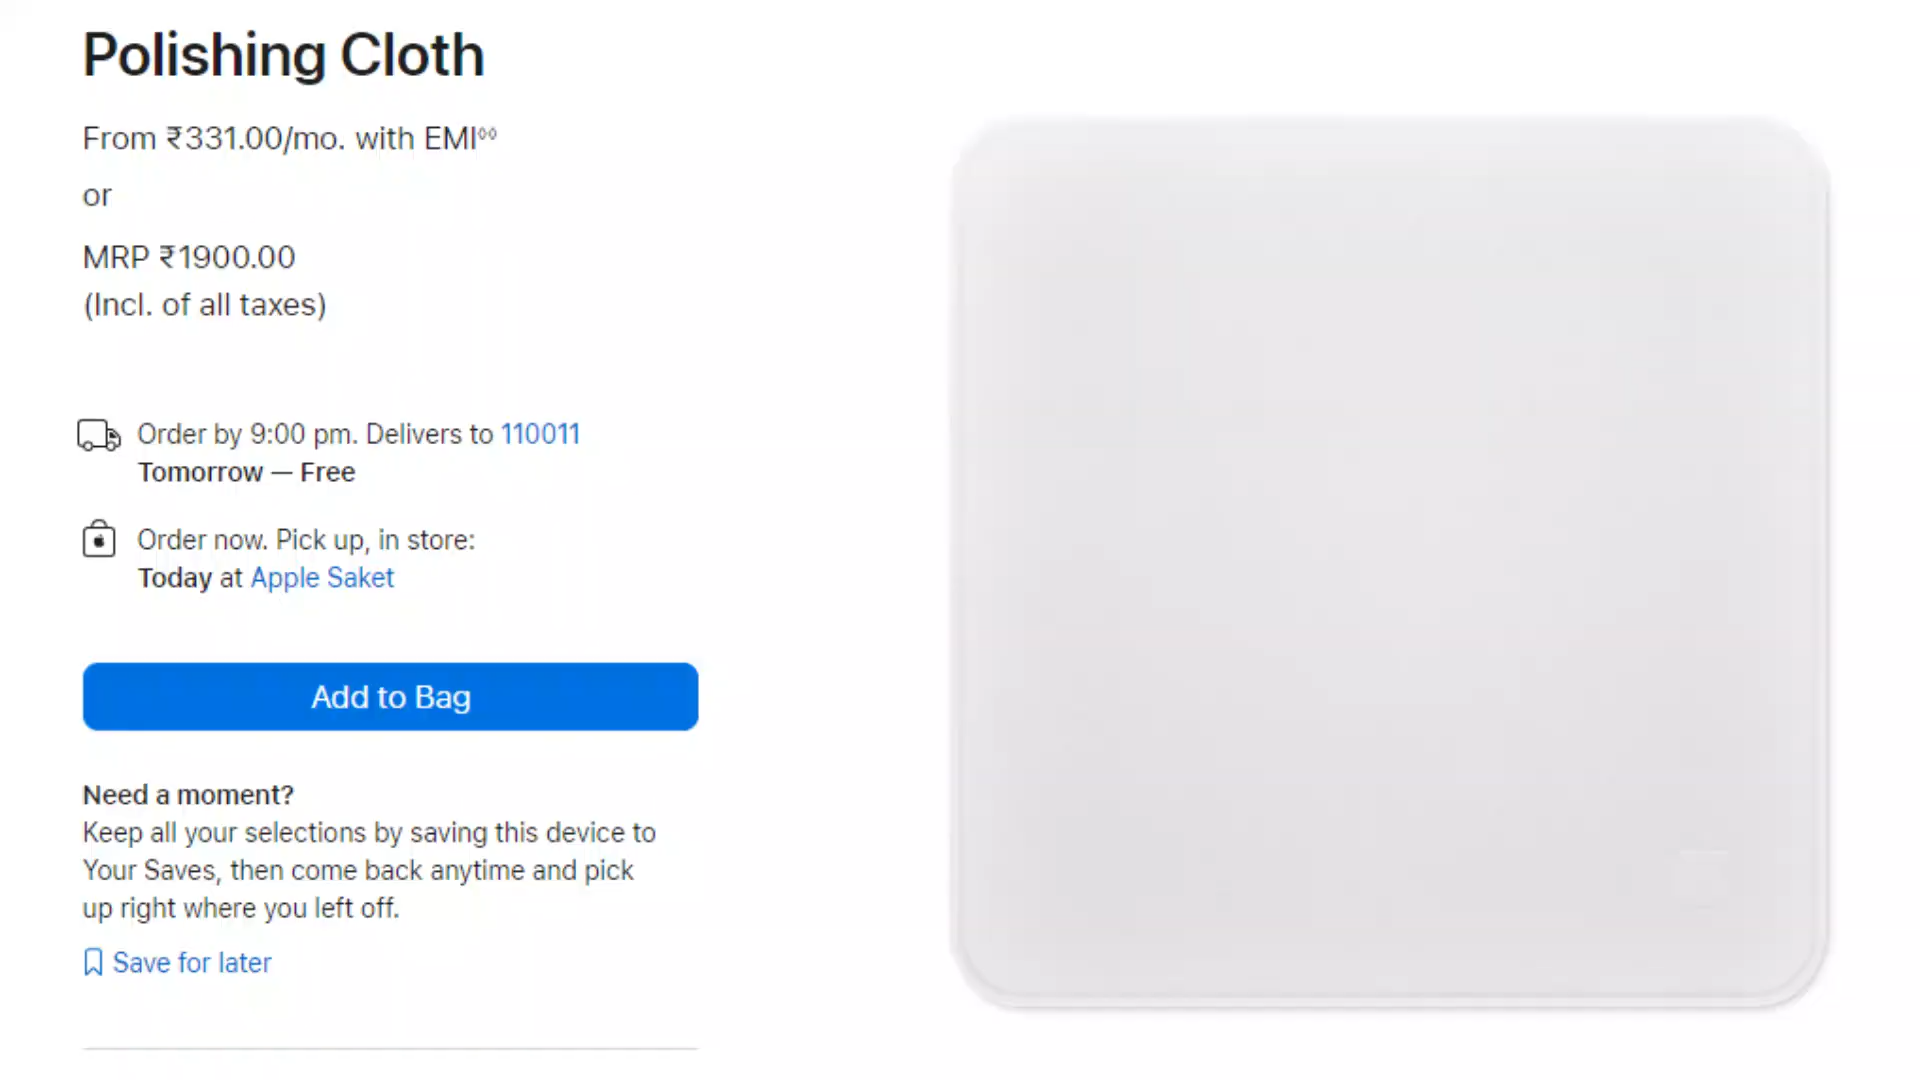 Polishing Cloth
From ₹331.00/mo. with EMI◊◊
or
MRP ₹1900.00
(Incl. of all taxes)
Order by 9:00 pm. Delivers to 110011
Tomorrow — Free
Order now. Pick up, in store:
Today at Apple Saket
Add to Bag
Need a moment?
Keep all your selections by saving this device to
Your Saves, then come back anytime and pick
up right where you left off.
Save for later